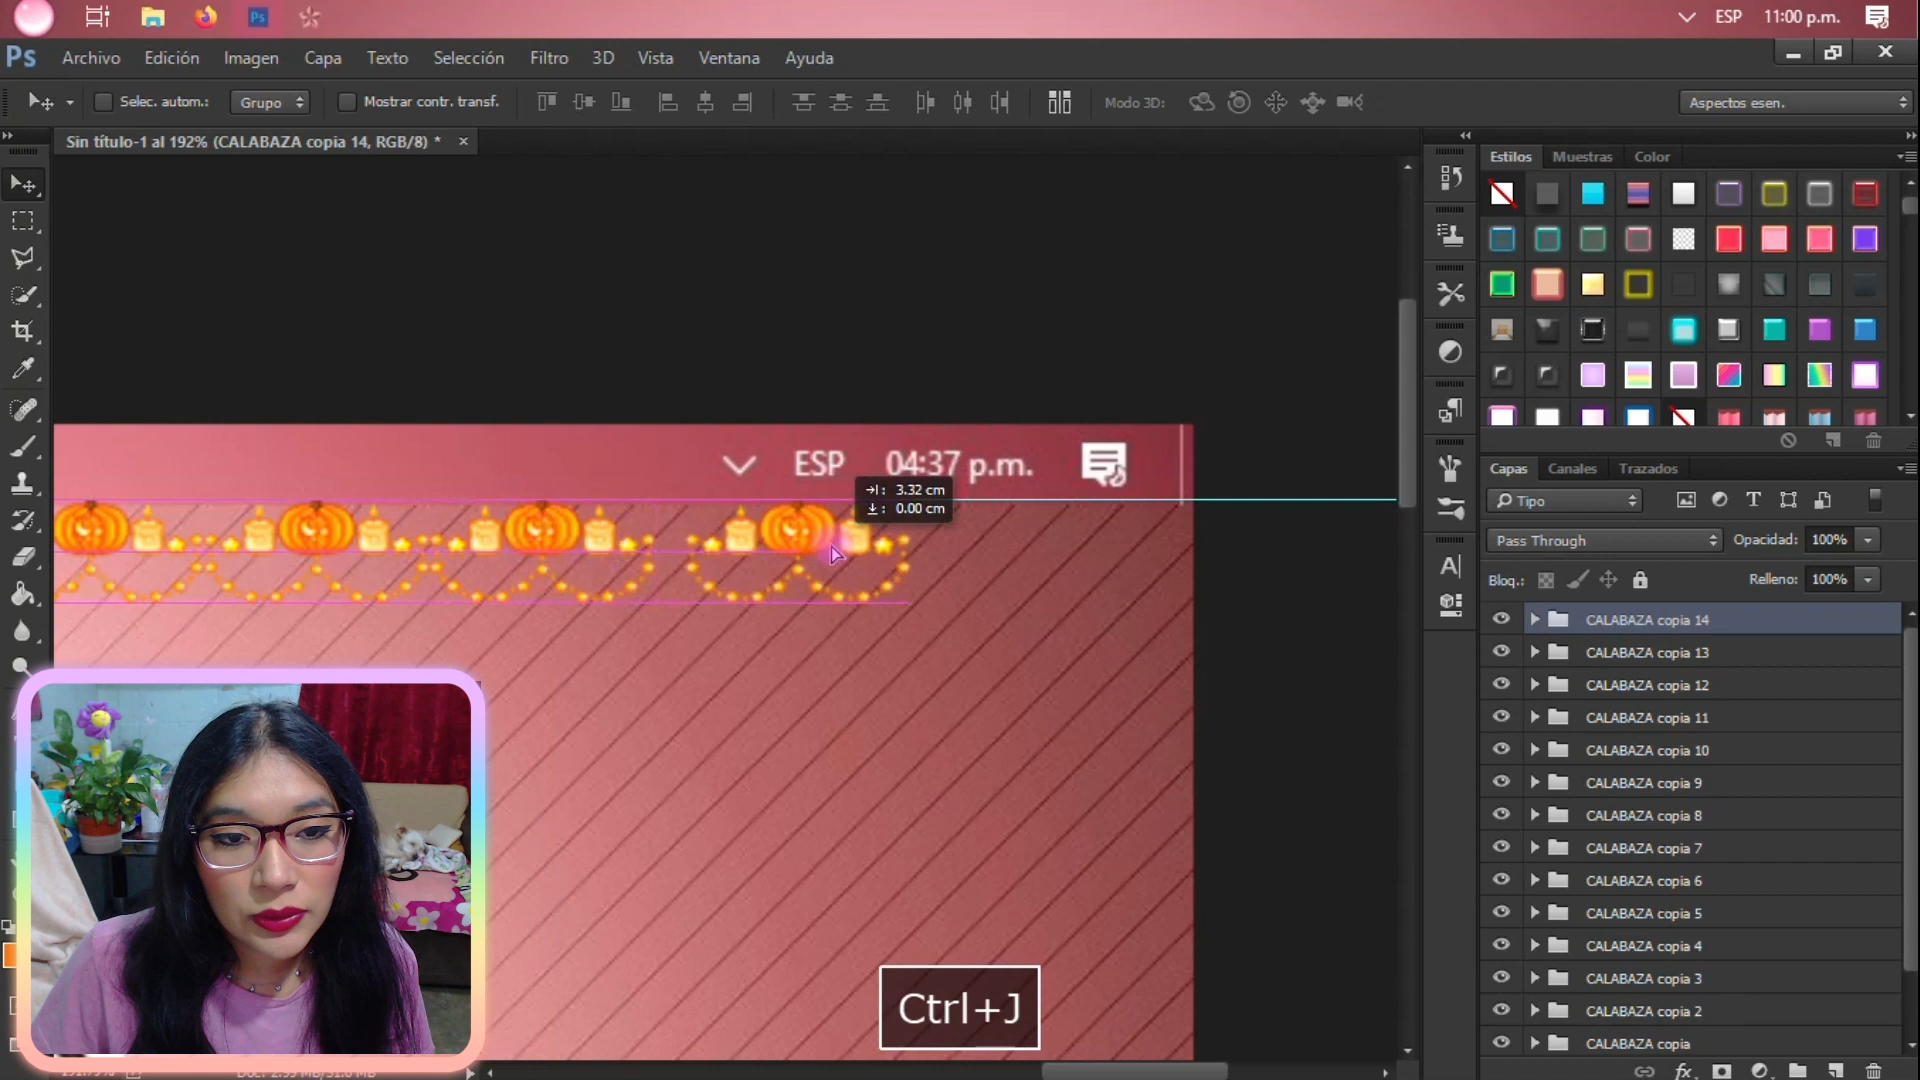 Ps
ESP 11:00 p.m.
Ps Archivo Edición Imagen Capa Texto Selección Filtro 3D Vista Ventana Ayuda
Selec. autom.: Grupo Mostrar contr. transf. Modo 3D: Aspectos esen.
Sin título-1 al 192% (CALABAZA copia 14, RGB/8) * ×
Estilos Muestras Color
ESP 04:37 p.m.
3.32 cm
0.00 cm
Capas Canales Trazados
Tipo
Pass Through Opacidad: 100%
Bloq.: Relleno: 100%
CALABAZA copia 14
CALABAZA copia 13
CALABAZA copia 12
CALABAZA copia 11
CALABAZA copia 10
CALABAZA copia 9
CALABAZA copia 8
CALABAZA copia 7
CALABAZA copia 6
CALABAZA copia 5
CALABAZA copia 4
CALABAZA copia 3
CALABAZA copia 2
CALABAZA copia
Ctrl+J